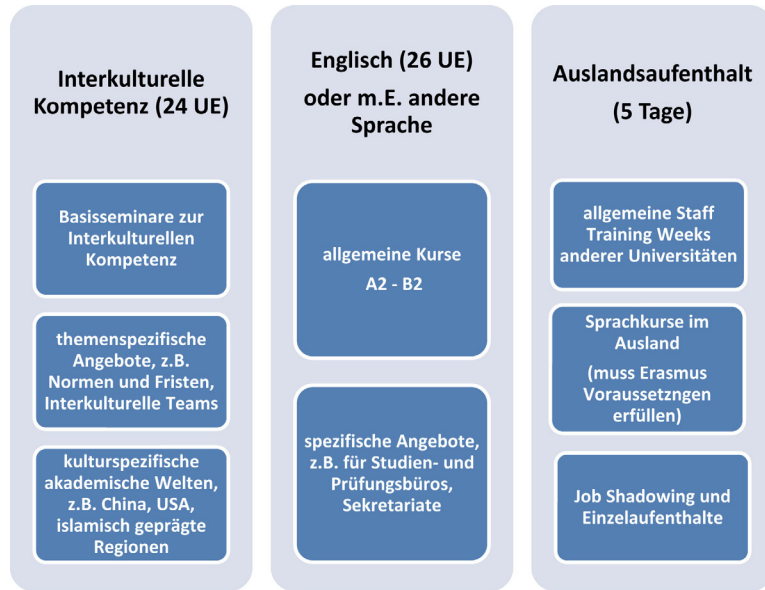 Interkulturelle
Kompetenz (24 UE)
Basisseminare zur
Interkulturellen
Kompetenz
themenspezifische
Angebote, z.B.
Normen und Fristen,
Interkulturelle Teams
kulturspezifische
akademische Welten,
z.B. China, USA,
islamisch geprägte
Regionen
Englisch (26 UE)
oder m.E. andere
Sprache
allgemeine Kurse
A2 - B2
spezifische Angebote,
z.B. für Studien- und
Prüfungsbüros,
Sekretariate
Auslandsaufenthalt
(5 Tage)
allgemeine Staff
Training Weeks
anderer Universitäten
Sprachkurse im
Ausland
(muss Erasmus
Voraussetzngen
erfüllen)
Job Shadowing und
Einzelaufenthalte